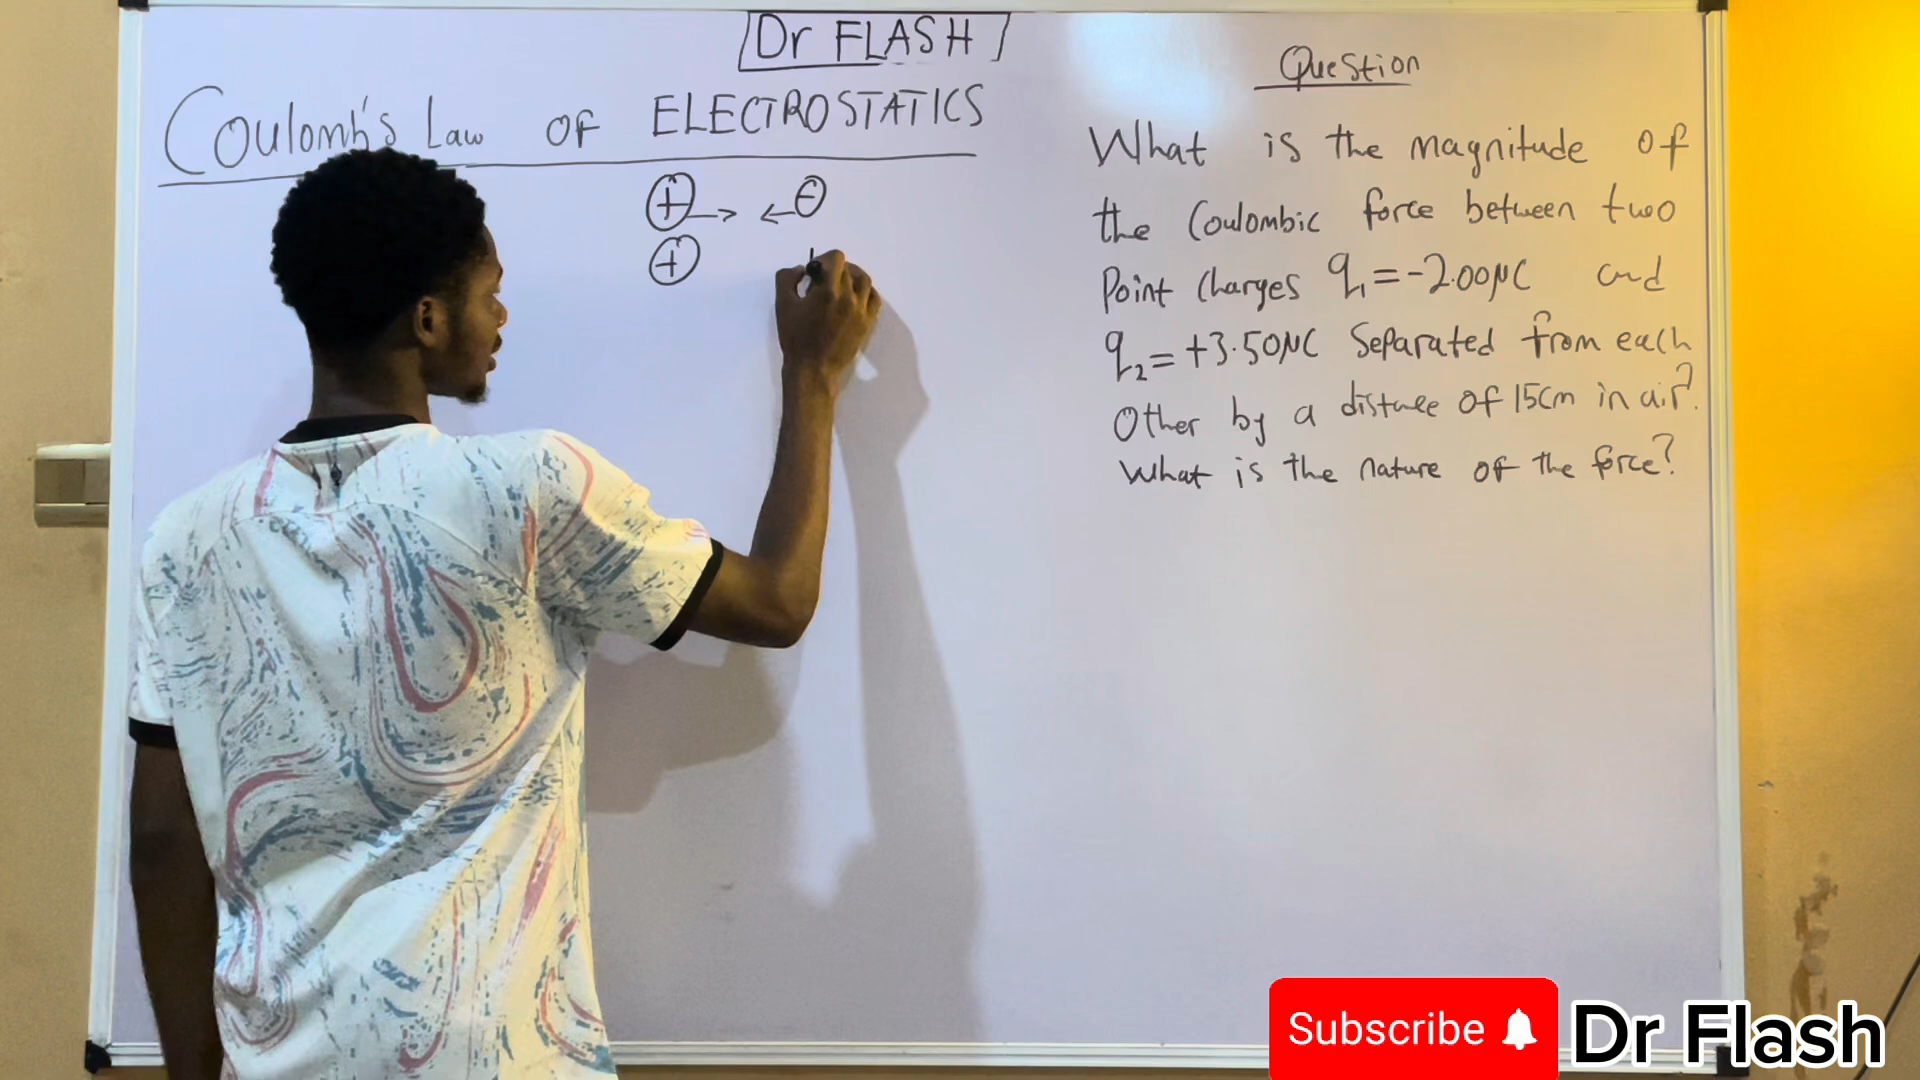 Dr FLASH
Coulomb's Law OF ELECTROSTATICS
+ → ← -
+
Question
What is the magnitude of
the Coulombic force between two
Point Charges q₁ = -2.00μC and
q₂ = +3.50μC Separated from each
Other by a distance of 15cm in air?
What is the nature of the force?
Subscribe Dr Flash